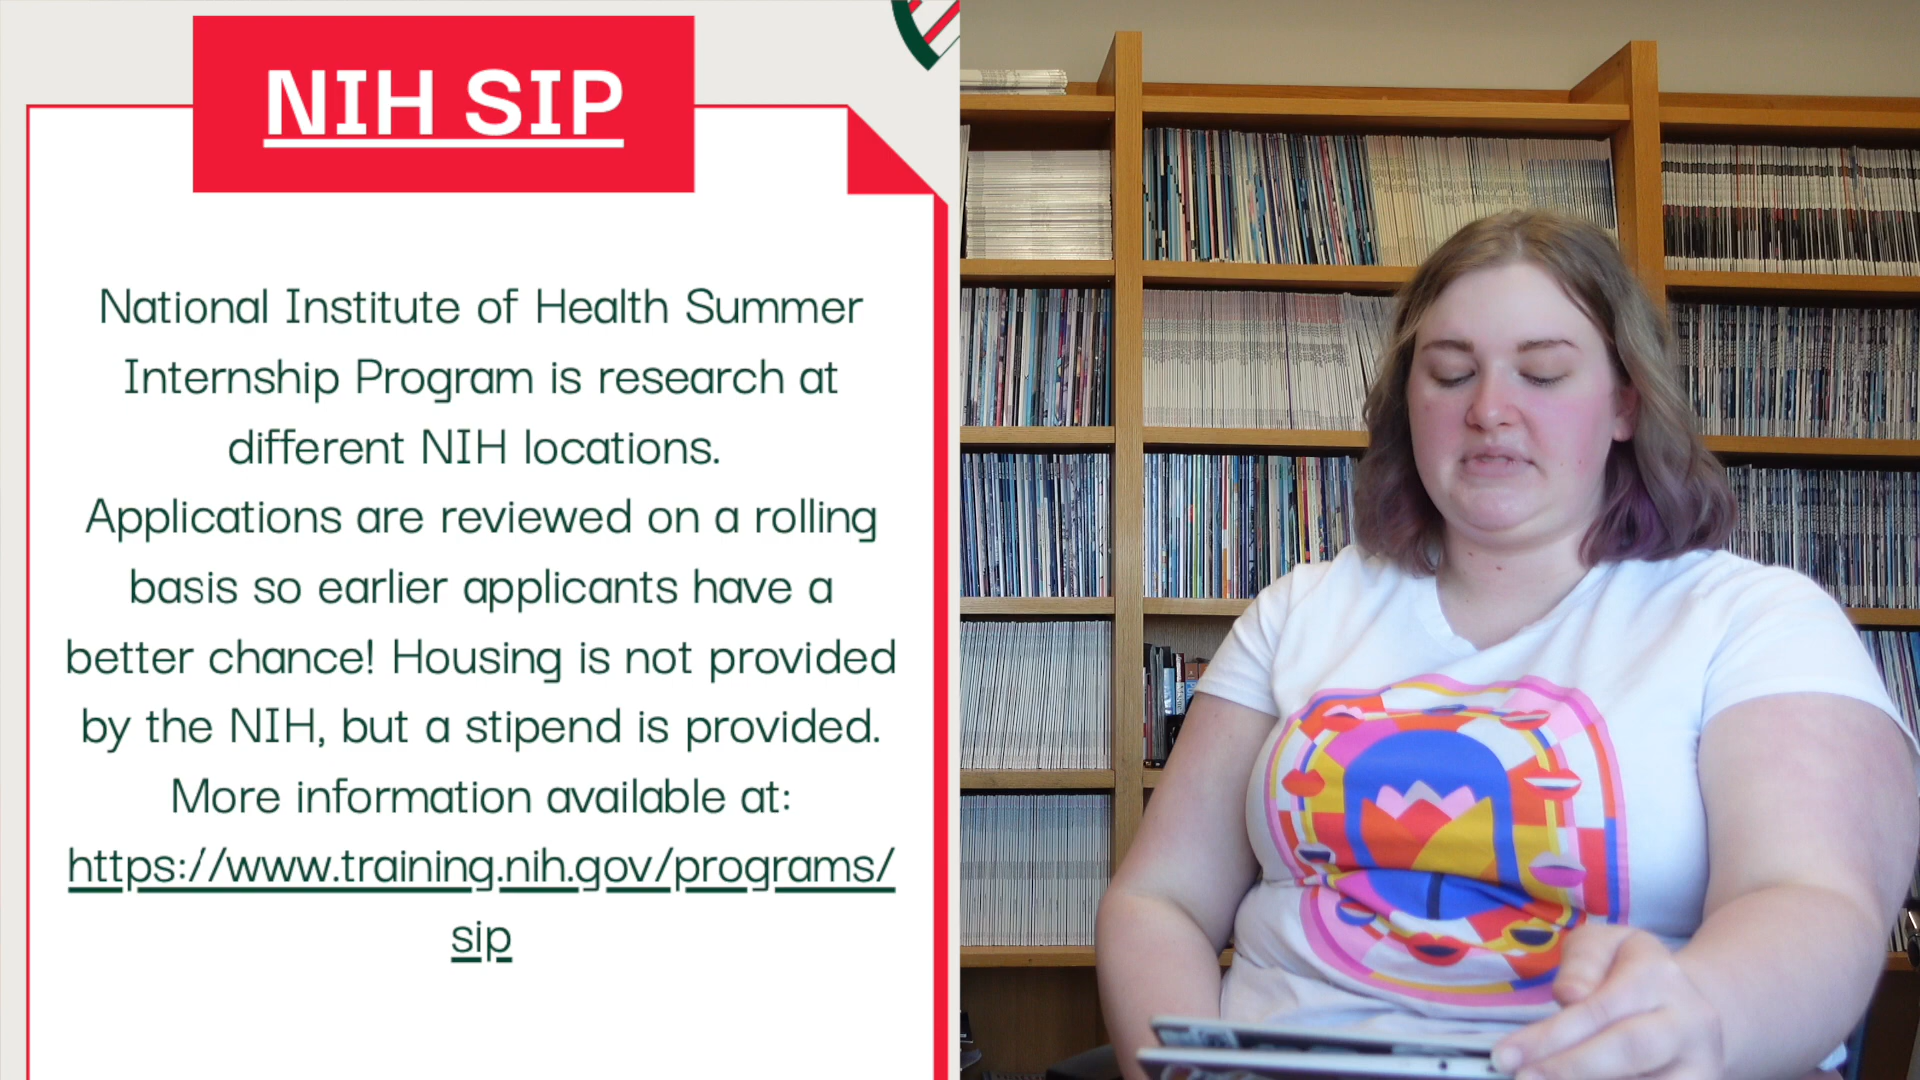 NIH SIP
National Institute of Health Summer
Internship Program is research at
different NIH locations.
Applications are reviewed on a rolling
basis so earlier applicants have a
better chance! Housing is not provided
by the NIH, but a stipend is provided.
More information available at:
https://www.training.nih.gov/programs/
sip